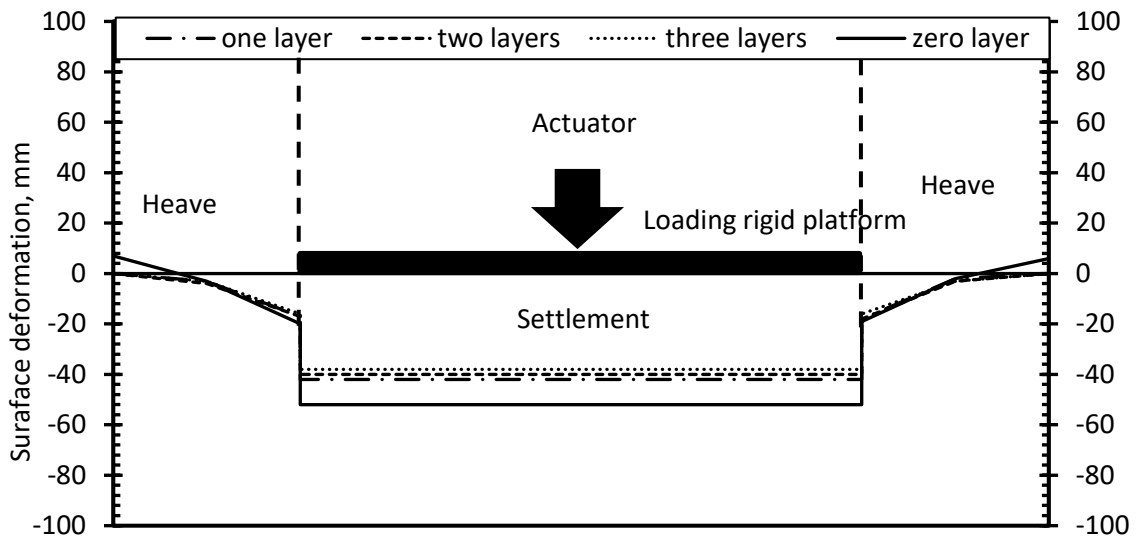 100 100
one layer two layers three layers zero layer
80 80
60 60
Actuator
40 40
Heave Heave
20 Loading rigid platform 20
0 0
Settlement
-20 -20
-40 -40
-60 -60
-80 -80
-100 -100
Suraface deformation, mm